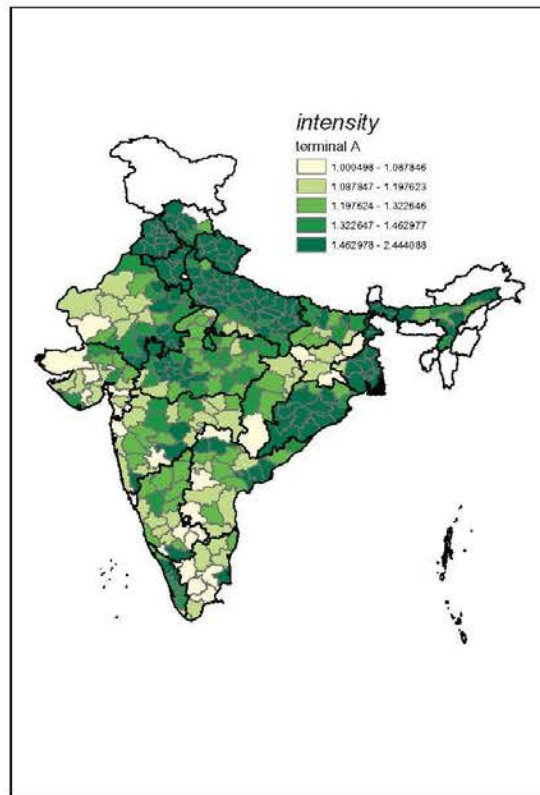 intensity
terminal A
1.000498 - 1.087846
1.087847 - 1.197623
1.197624 - 1.322646
1.322647 - 1.462977
1.462978 - 2.444088